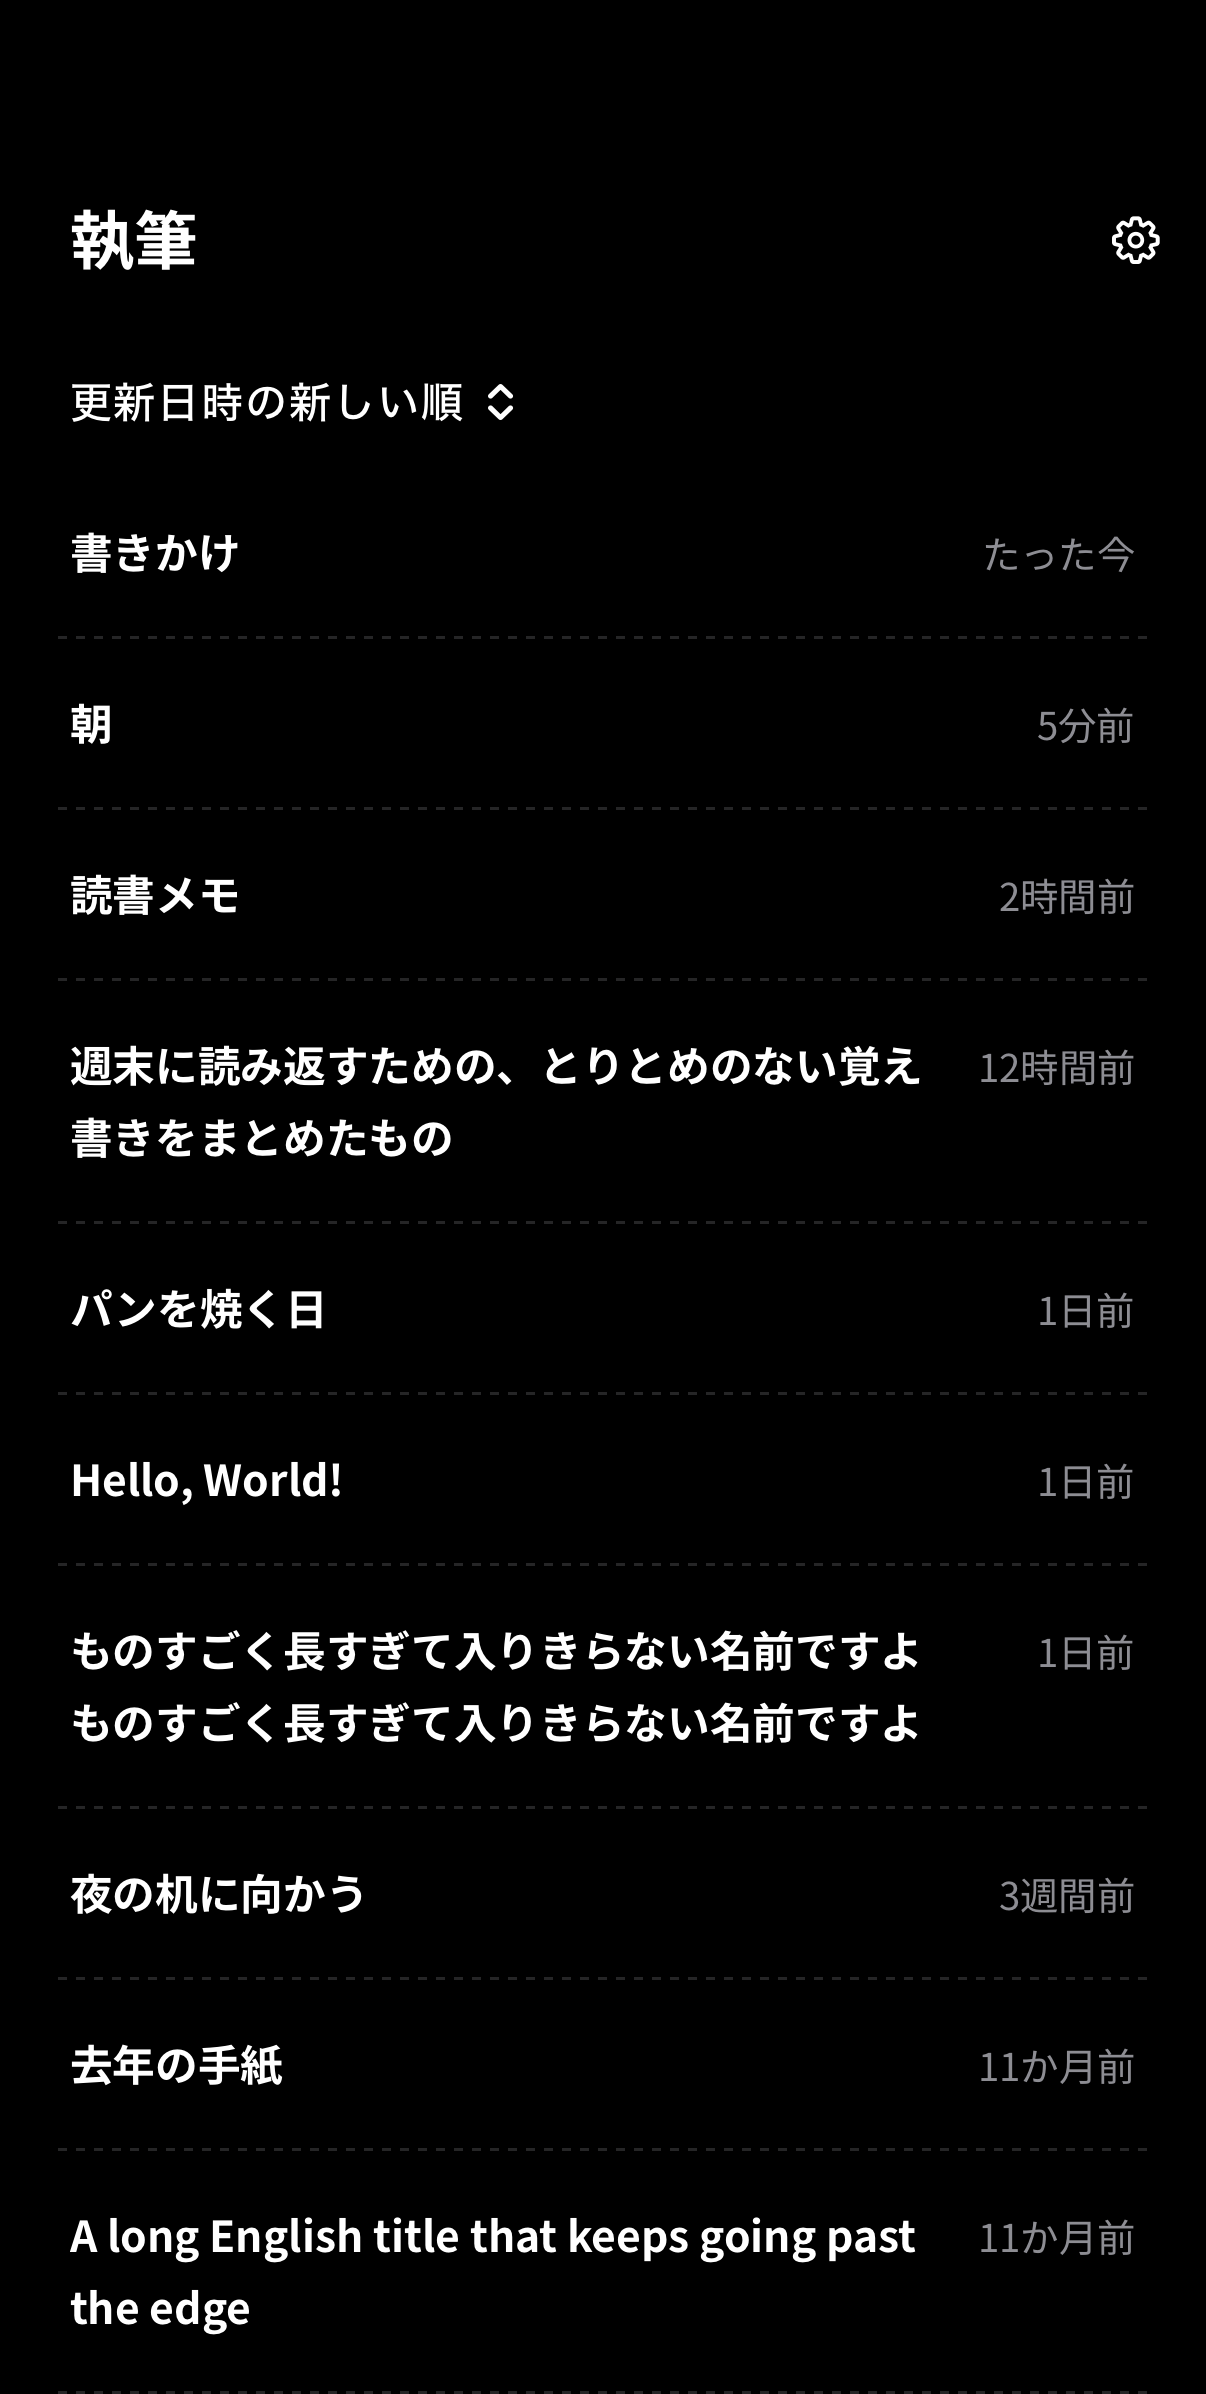 執筆
更新日時の新しい順
書きかけ たった今
朝 5分前
読書メモ 2時間前
週末に読み返すための、とりとめのない覚え 12時間前
書きをまとめたもの
パンを焼く日 1日前
Hello, World! 1日前
ものすごく長すぎて入りきらない名前ですよ 1日前
ものすごく長すぎて入りきらない名前ですよ
夜の机に向かう 3週間前
去年の手紙 11か月前
A long English title that keeps going past 11か月前
the edge